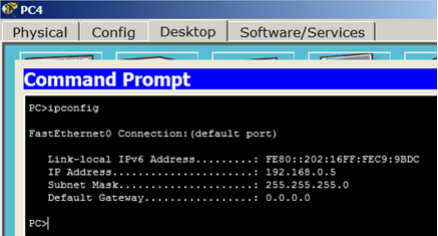 PC4
Physical Config Desktop Software/Services
Command Prompt
PC>ipconfig
FastEthernet0 Connection:(default port)
Link-local IPv6 Address.........: FE80::202:16FF:FEC9:9BDC
IP Address......................: 192.168.0.5
Subnet Mask.....................: 255.255.255.0
Default Gateway.................: 0.0.0.0
PC>